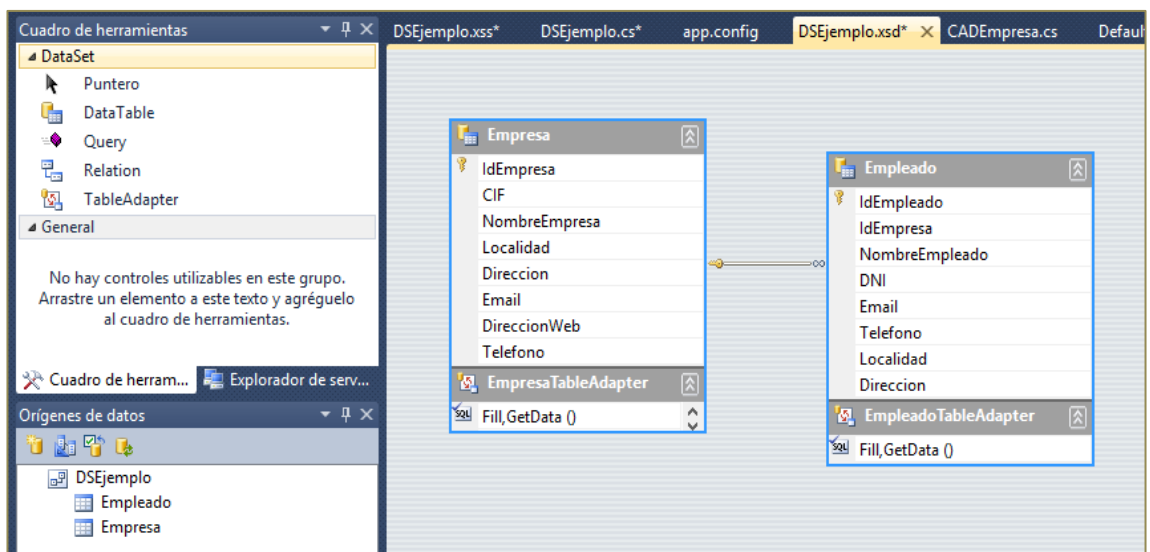 Cuadro de herramientas
DataSet
Puntero
DataTable
Query
Relation
TableAdapter
General
No hay controles utilizables en este grupo.
Arrastre un elemento a este texto y agréguelo
al cuadro de herramientas.
Cuadro de herram...
Explorador de serv...
Orígenes de datos
DSEjemplo
Empleado
Empresa
DSEjemplo.xss*
DSEjemplo.cs*
app.config
DSEjemplo.xsd*
CADEmpresa.cs
Defaul
Empresa
IdEmpresa
CIF
NombreEmpresa
Localidad
Direccion
Email
DireccionWeb
Telefono
EmpresaTableAdapter
SQL Fill,GetData ()
Empleado
IdEmpleado
IdEmpresa
NombreEmpleado
DNI
Email
Telefono
Localidad
Direccion
EmpleadoTableAdapter
SQL Fill,GetData ()